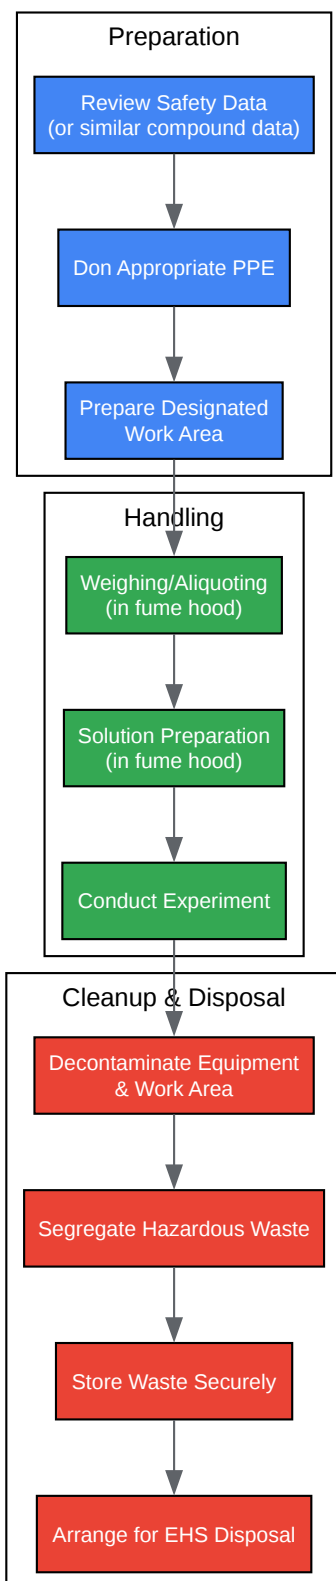 Preparation
Review Safety Data
(or similar compound data)
Don Appropriate PPE
Prepare Designated
Work Area
Handling
Weighing/Aliquoting
(in fume hood)
Solution Preparation
(in fume hood)
Conduct Experiment
Cleanup & Disposal
Decontaminate Equipment
& Work Area
Segregate Hazardous Waste
Store Waste Securely
Arrange for EHS Disposal